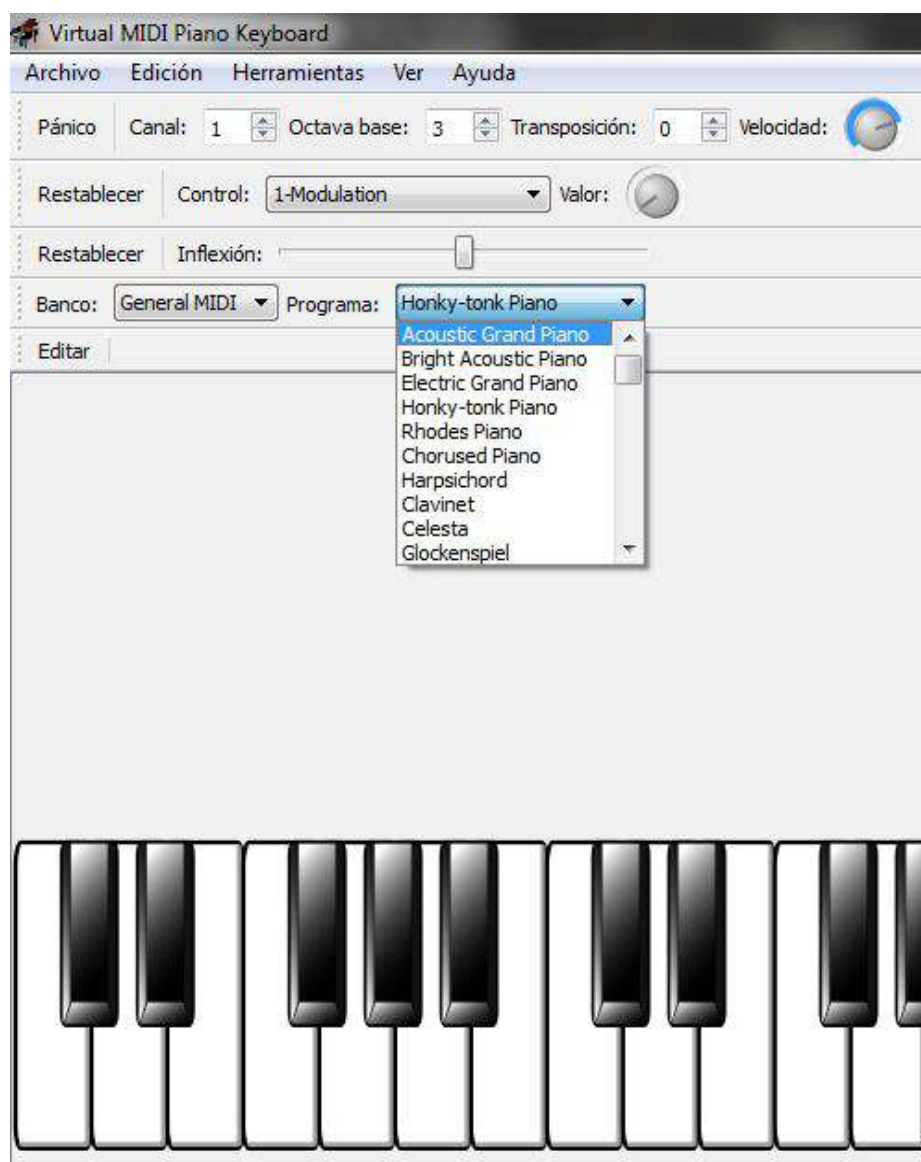 Virtual MIDI Piano Keyboard
Archivo Edición Herramientas Ver Ayuda
Pánico Canal: 1 Octava base: 3 Transposición: 0 Velocidad:
Restablecer Control: 1-Modulation Valor:
Restablecer Inflexión:
Banco: General MIDI Programa: Honky-tonk Piano
Acoustic Grand Piano
Editar
Bright Acoustic Piano
Electric Grand Piano
Honky-tonk Piano
Rhodes Piano
Chorused Piano
Harpsichord
Clavinet
Celesta
Glockenspiel